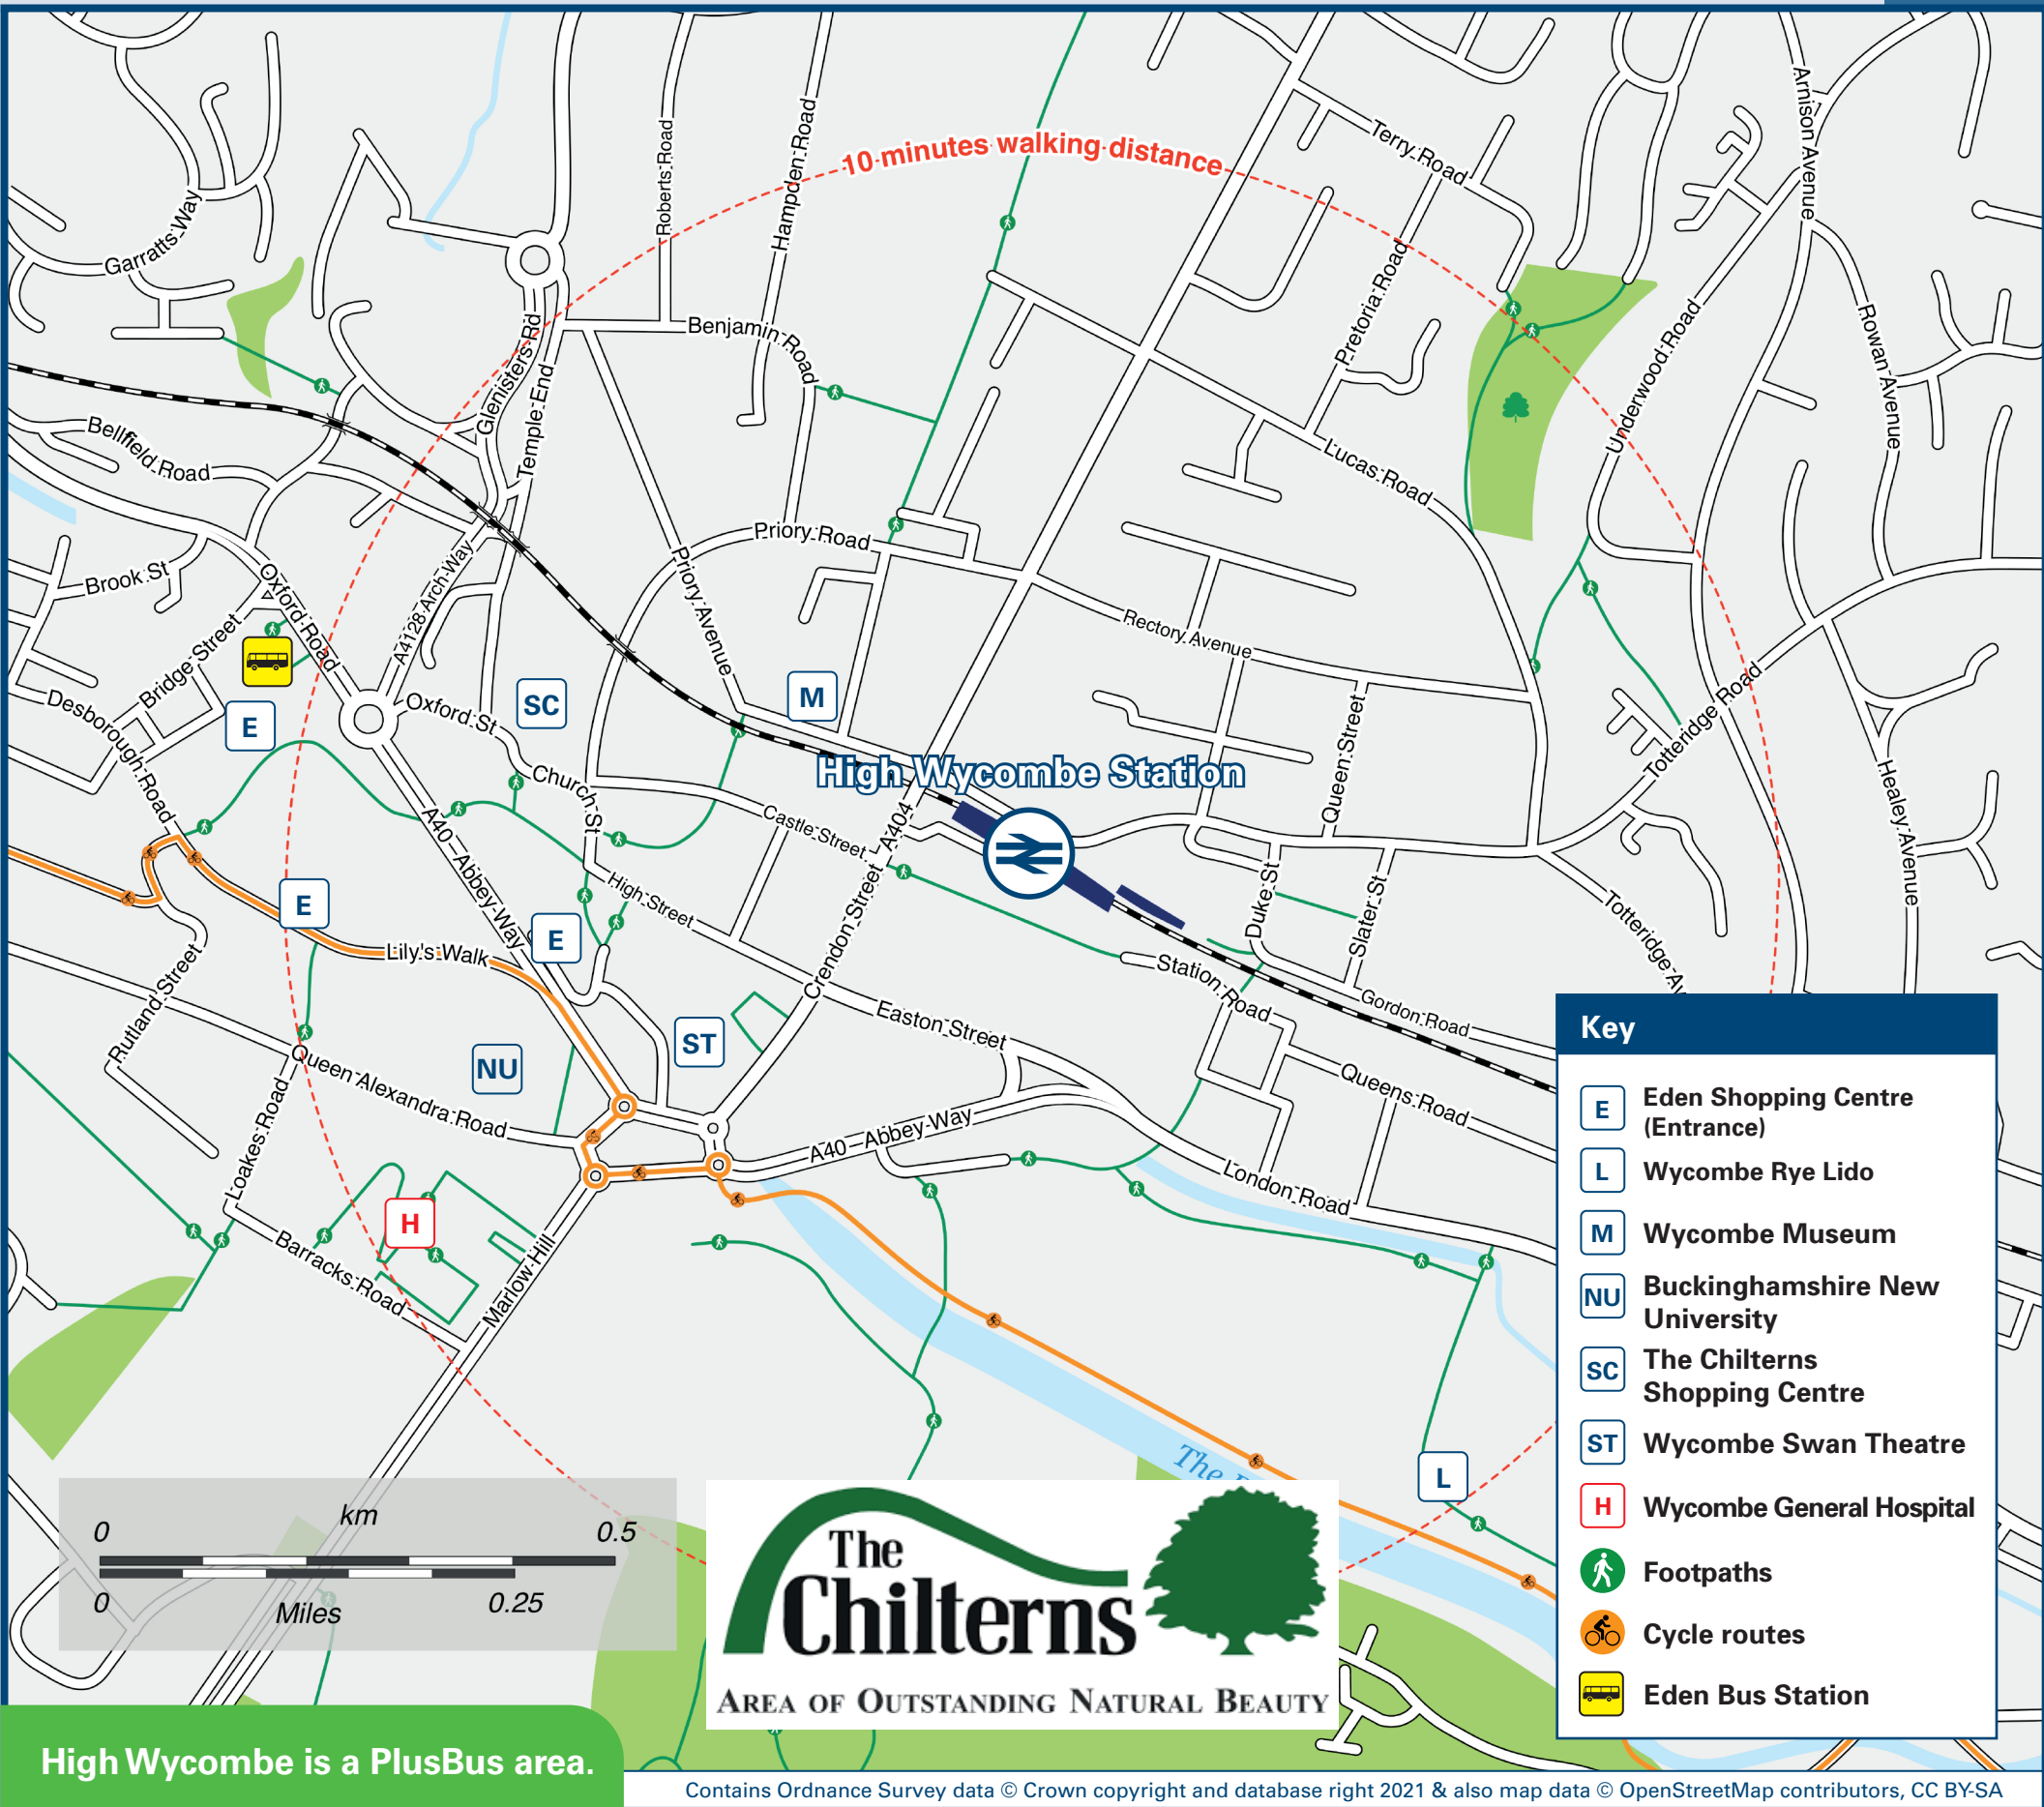 10 minutes walking distance
Arnison Avenue
Terry Road
Roberts Road
Hampden Road
Garratts Way
Pretoria Road
Underwood Road
Rowan Avenue
Benjamin Road
Glenisters Rd
Temple End
Bellfield Road
Lucas Road
Priory Road
Priory Avenue
Brook St
Oxford Road
A4128 Arch Way
Rectory Avenue
Bridge Street
Desborough Road
Oxford St
SC
M
E
Queen Street
Totteridge Road
Healey Avenue
High Wycombe Station
Church St
Castle Street
A404
A40 - Abbey Way
High Street
Crendon Street
Duke St
Slater St
Totteridge Av
E
E
Lily's Walk
Rutland Street
Station Road
Gordon Road
Easton Street
ST
NU
Queen Alexandra Road
Loakes Road
Queens Road
A40 - Abbey Way
London Road
H
Barracks Road
Marlow Hill
The
L
Key
E
Eden Shopping Centre
(Entrance)
L
Wycombe Rye Lido
M
Wycombe Museum
NU
Buckinghamshire New
University
SC
The Chilterns
Shopping Centre
ST
Wycombe Swan Theatre
H
Wycombe General Hospital
Footpaths
Cycle routes
Eden Bus Station
km
0 0.5
0 0.25
Miles
The
Chilterns
Area of Outstanding Natural Beauty
High Wycombe is a PlusBus area.
Contains Ordnance Survey data © Crown copyright and database right 2021 & also map data © OpenStreetMap contributors, CC BY-SA